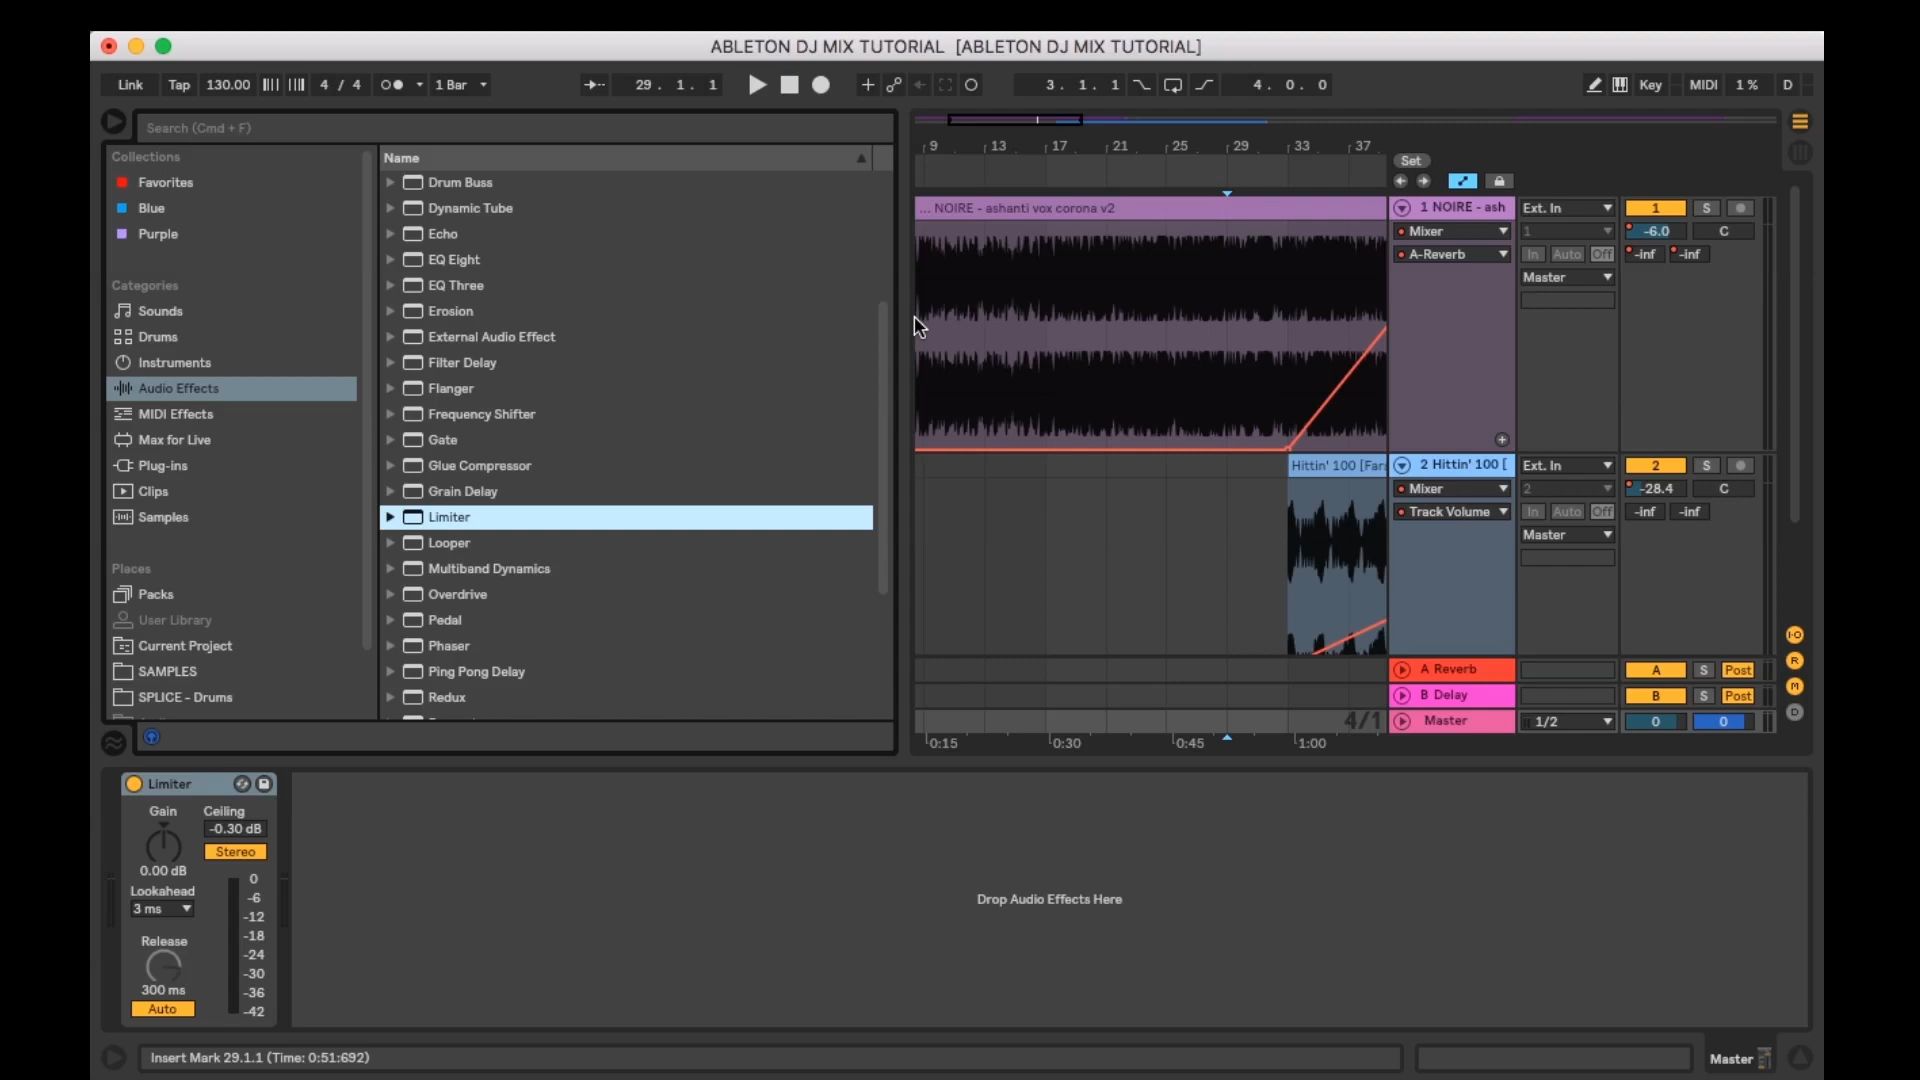 ABLETON DJ MIX TUTORIAL [ABLETON DJ MIX TUTORIAL]
Link Tap 130.00 4 / 4 1 Bar 29. 1. 1 3. 1. 1 4. 0. 0 Key MIDI 1 % D
Search (Cmd + F)
Collections
Favorites
Blue
Purple
Categories
Sounds
Drums
Instruments
Audio Effects
MIDI Effects
Max for Live
Plug-ins
Clips
Samples
Places
Packs
User Library
Current Project
SAMPLES
SPLICE - Drums
Name
Drum Buss
Dynamic Tube
Echo
EQ Eight
EQ Three
Erosion
External Audio Effect
Filter Delay
Flanger
Frequency Shifter
Gate
Glue Compressor
Grain Delay
Limiter
Looper
Multiband Dynamics
Overdrive
Pedal
Phaser
Ping Pong Delay
Redux
9 13 17 21 25 29 33 37
Set
... NOIRE - ashanti vox corona v2
1 NOIRE - ash Ext. In 1 S
Mixer 1 -6.0 C
A-Reverb In Auto Off -inf -inf
Master
Hittin' 100 [Fars
2 Hittin' 100 [ Ext. In 2 S
Mixer 2 -28.4 C
Track Volume In Auto Off -inf -inf
Master
A Reverb A S Post
B Delay B S Post
4/1 Master 1/2 0 0
0:15 0:30 0:45 1:00
I·O
R
M
D
Limiter
Gain Ceiling
-0.30 dB
Stereo
0.00 dB
Lookahead
3 ms
Release
300 ms
Auto
0
-6
-12
-18
-24
-30
-36
-42
Drop Audio Effects Here
Insert Mark 29.1.1 (Time: 0:51:692)
Master